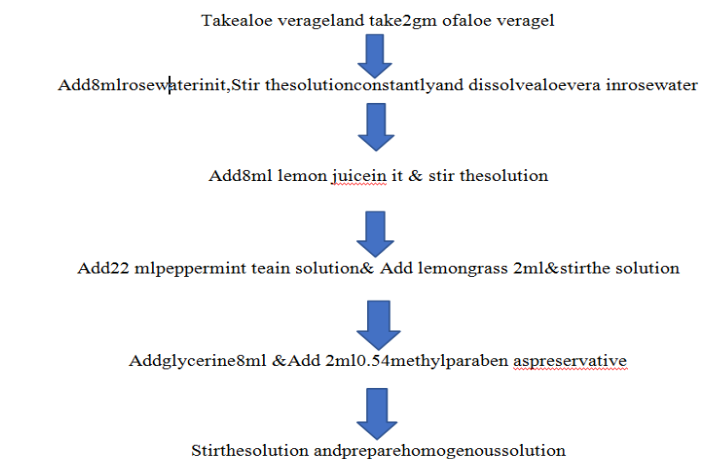 Takealoe verageland take2gm ofaloe veragel
Add8mlrosewaterinit,Stir thesolutionconstantlyand dissolvealoevera inrosewater
Add8ml lemon juicein it & stir thesolution
Add22 mlpeppermint teain solution& Add lemongrass 2ml&stirthe solution
Addglycerine8ml &Add 2ml0.54methylparaben aspreservative
Stirthesolution andpreparehomogenoussolution